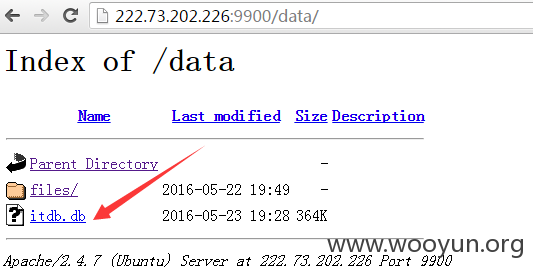 222.73.202.226:9900/data/
Index of /data
Name Last modified Size Description
Parent Directory -
files/ 2016-05-22 19:49 -
itdb.db 2016-05-23 19:28 364K
www.wooyun.org
Apache/2.4.7 (Ubuntu) Server at 222.73.202.226 Port 9900